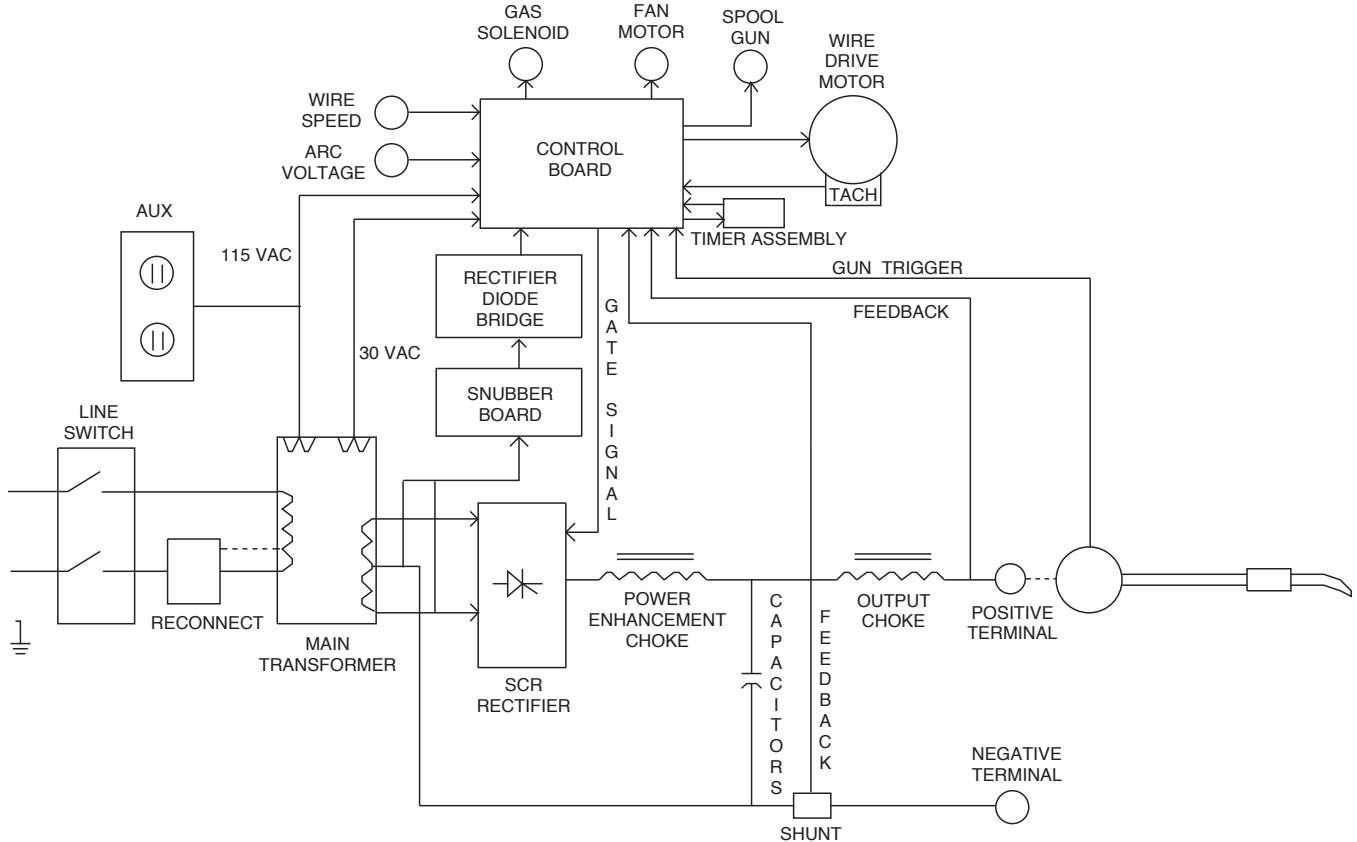 GAS
SOLENOID
FAN
MOTOR
SPOOL
GUN
WIRE
DRIVE
MOTOR
WIRE
SPEED
ARC
VOLTAGE
CONTROL
BOARD
TACH
AUX
TIMER ASSEMBLY
115 VAC
GUN TRIGGER
RECTIFIER
DIODE
BRIDGE
FEEDBACK
GATE SIGNAL
30 VAC
SNUBBER
BOARD
LINE
SWITCH
RECONNECT
MAIN
TRANSFORMER
SCR
RECTIFIER
POWER
ENHANCEMENT
CHOKE
CAPACITORS
FEEDBACK
OUTPUT
CHOKE
POSITIVE
TERMINAL
NEGATIVE
TERMINAL
SHUNT